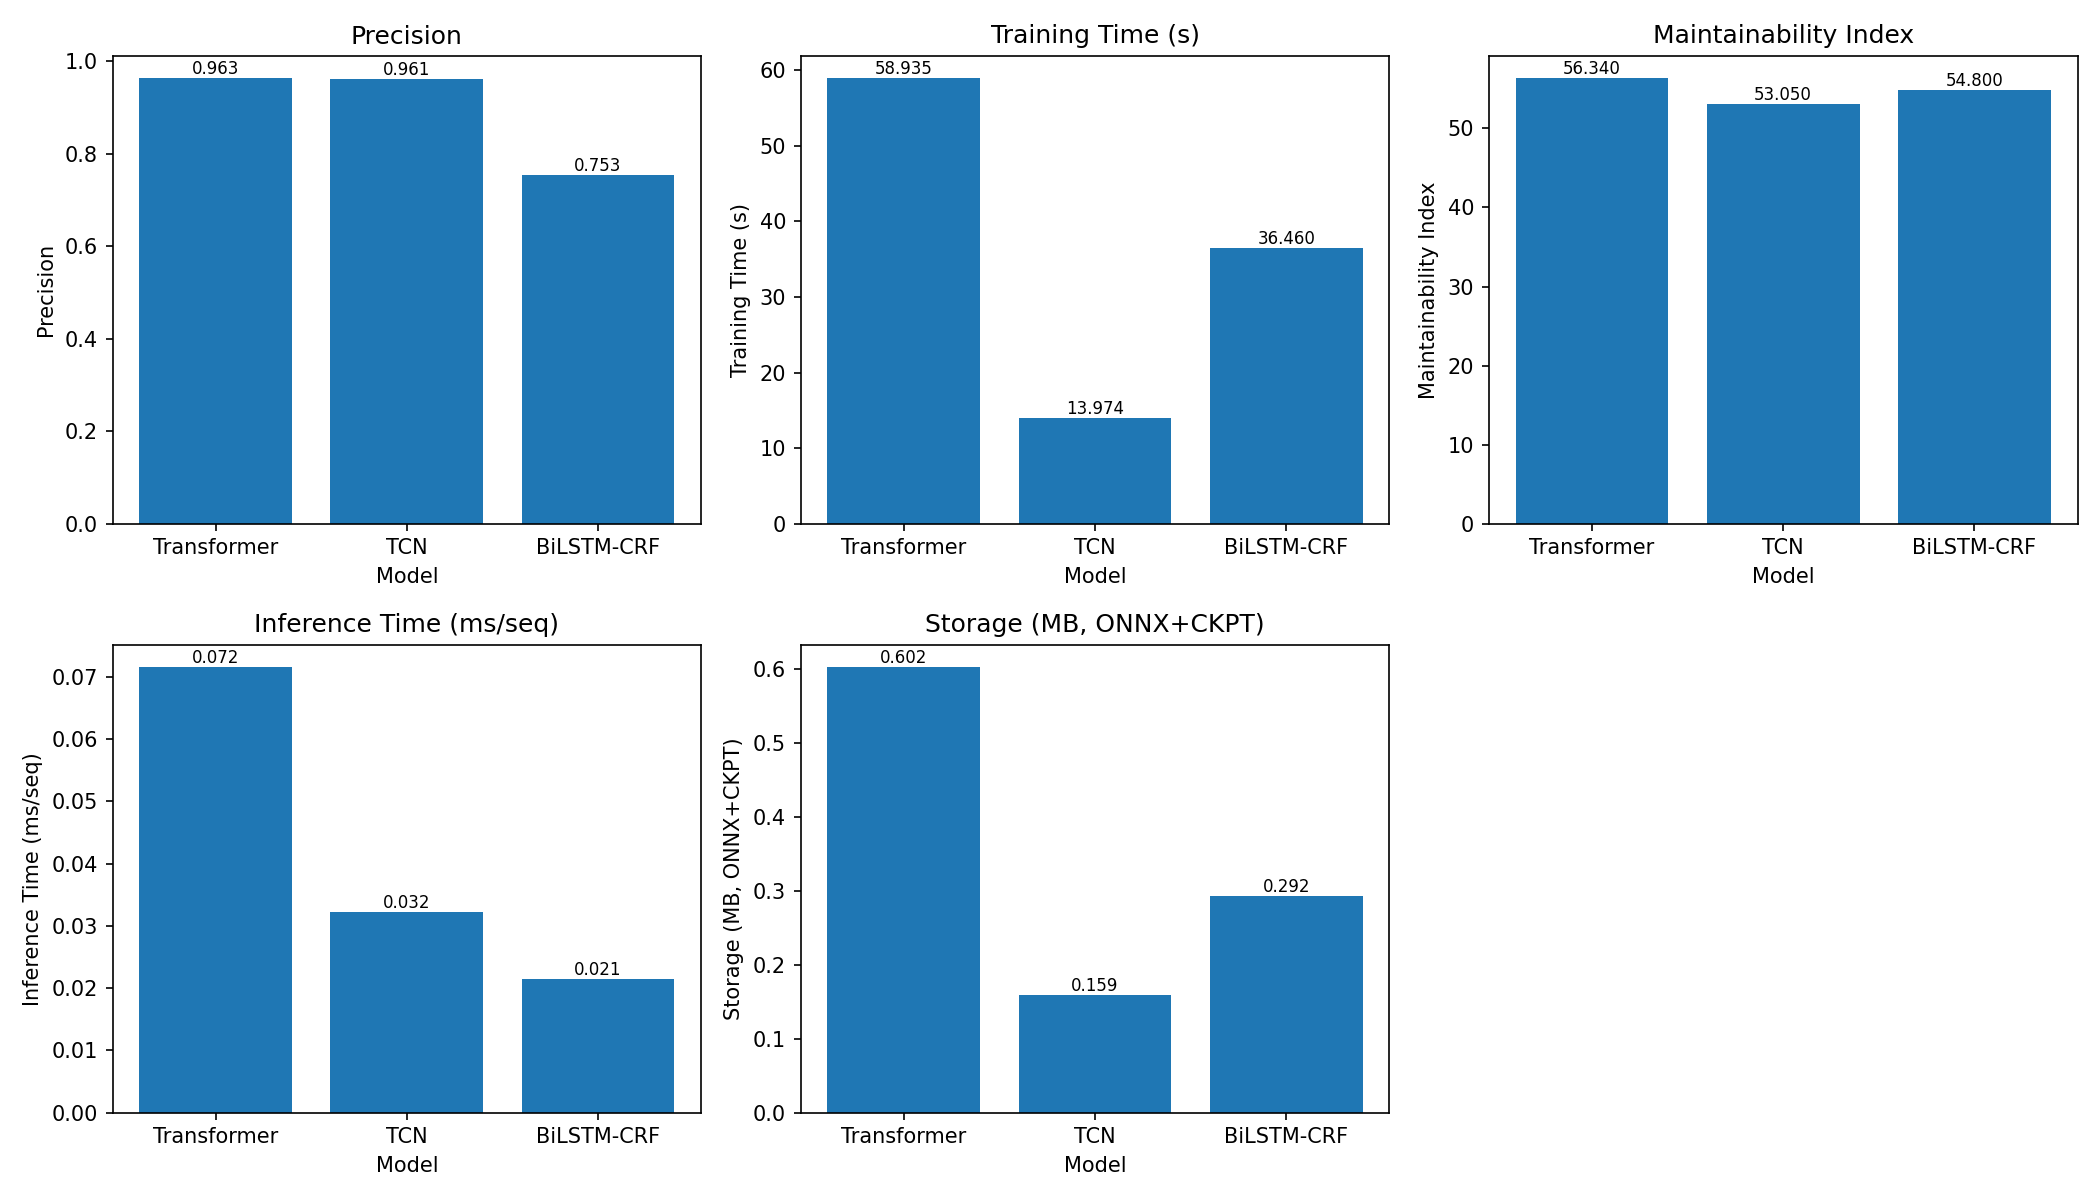 Precision
Precision
1.0
0.8
0.6
0.4
0.2
0.0
0.963
0.961
0.753
Transformer TCN BiLSTM-CRF
Model
Training Time (s)
Training Time (s)
60
50
40
30
20
10
0
58.935
13.974
36.460
Transformer TCN BiLSTM-CRF
Model
Maintainability Index
Maintainability Index
50
40
30
20
10
0
56.340
53.050
54.800
Transformer TCN BiLSTM-CRF
Model
Inference Time (ms/seq)
Inference Time (ms/seq)
0.07
0.06
0.05
0.04
0.03
0.02
0.01
0.00
0.072
0.032
0.021
Transformer TCN BiLSTM-CRF
Model
Storage (MB, ONNX+CKPT)
Storage (MB, ONNX+CKPT)
0.6
0.5
0.4
0.3
0.2
0.1
0.0
0.602
0.159
0.292
Transformer TCN BiLSTM-CRF
Model